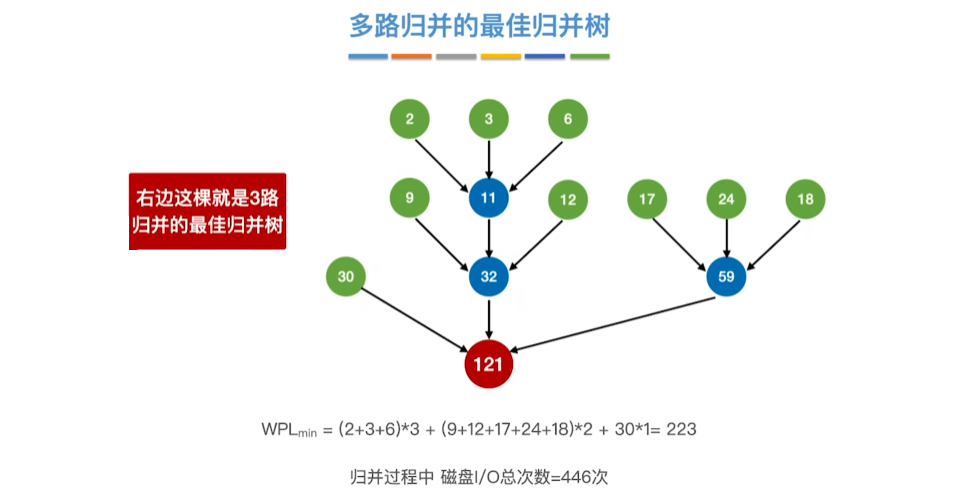 多路归并的最佳归并树
2 3 6
右边这棵就是3路
归并的最佳归并树
9 11 12 17 24 18
30 32 59
121
WPLmin = (2+3+6)*3 + (9+12+17+24+18)*2 + 30*1= 223
归并过程中 磁盘I/O总次数=446次